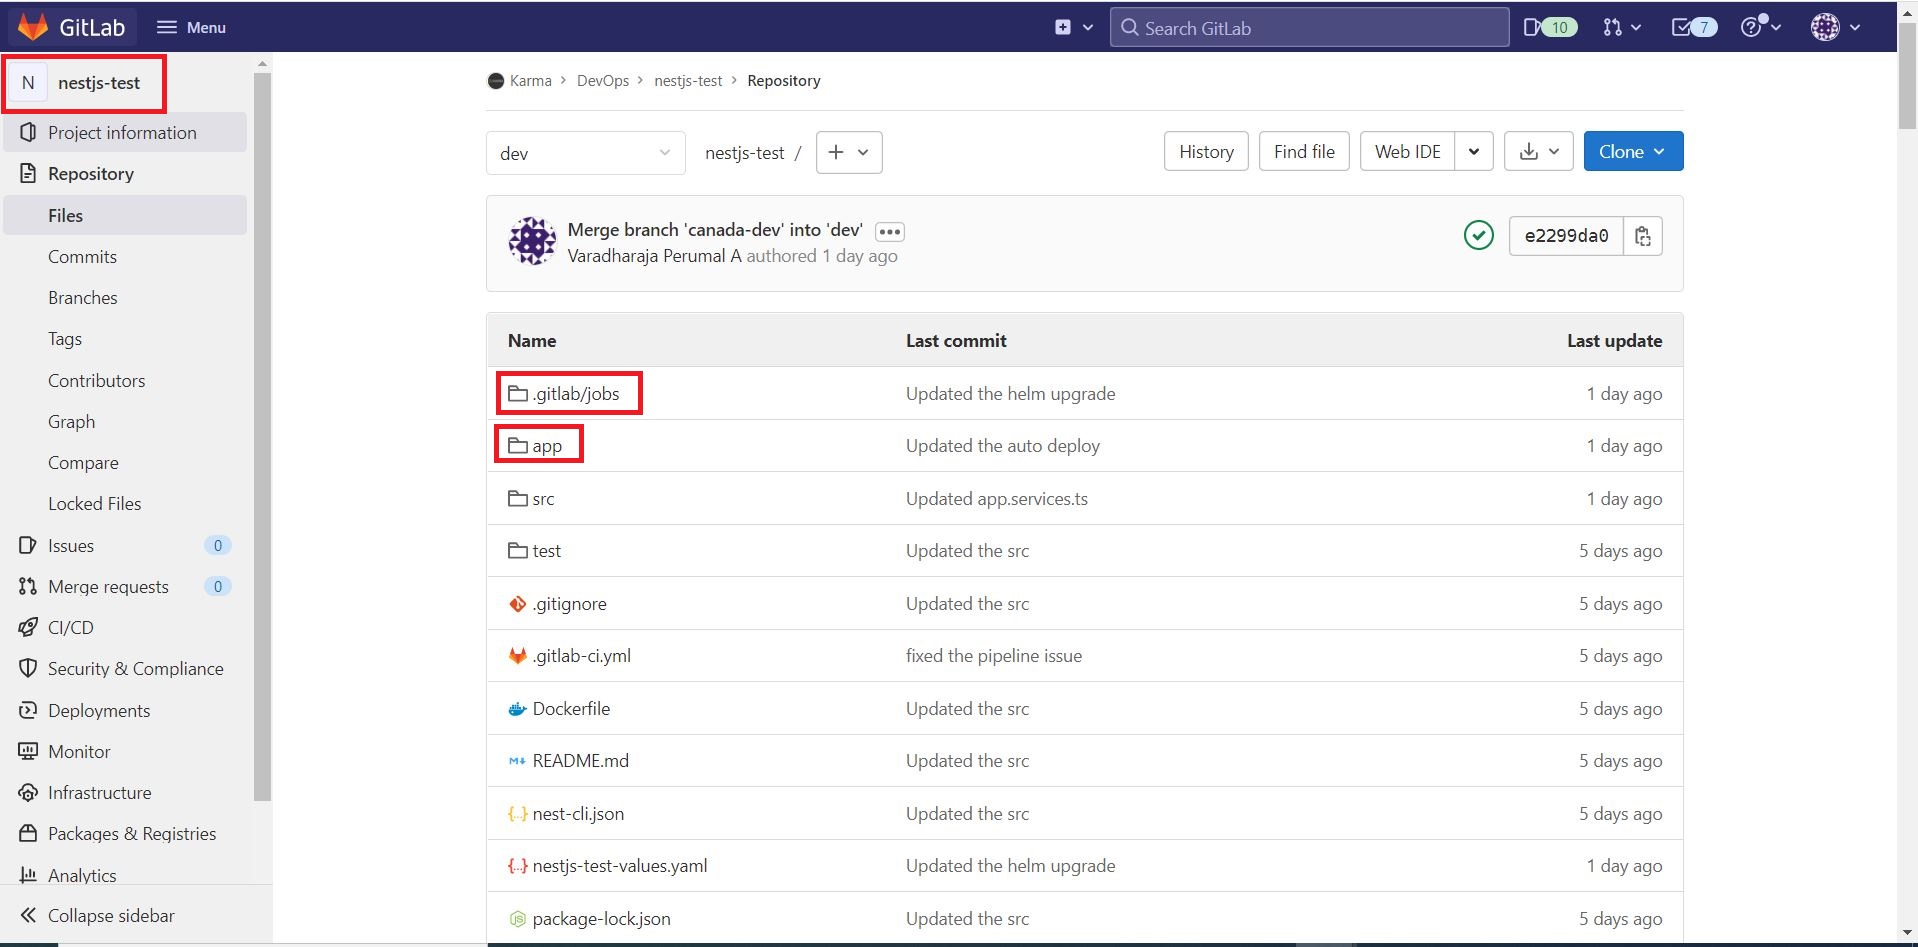 GitLab
Menu
Search GitLab
10
7
N nestjs-test
Project information
Repository
Files
Commits
Branches
Tags
Contributors
Graph
Compare
Locked Files
Issues 0
Merge requests 0
CI/CD
Security & Compliance
Deployments
Monitor
Infrastructure
Packages & Registries
Analytics
Collapse sidebar
Karma > DevOps > nestjs-test > Repository
dev
nestjs-test /
History
Find file
Web IDE
Clone
Merge branch 'canada-dev' into 'dev'
Varadharaja Perumal A authored 1 day ago
e2299da0
Name Last commit Last update
.gitlab/jobs Updated the helm upgrade 1 day ago
app Updated the auto deploy 1 day ago
src Updated app.services.ts 1 day ago
test Updated the src 5 days ago
.gitignore Updated the src 5 days ago
.gitlab-ci.yml fixed the pipeline issue 5 days ago
Dockerfile Updated the src 5 days ago
README.md Updated the src 5 days ago
nest-cli.json Updated the src 5 days ago
nestjs-test-values.yaml Updated the helm upgrade 1 day ago
package-lock.json Updated the src 5 days ago